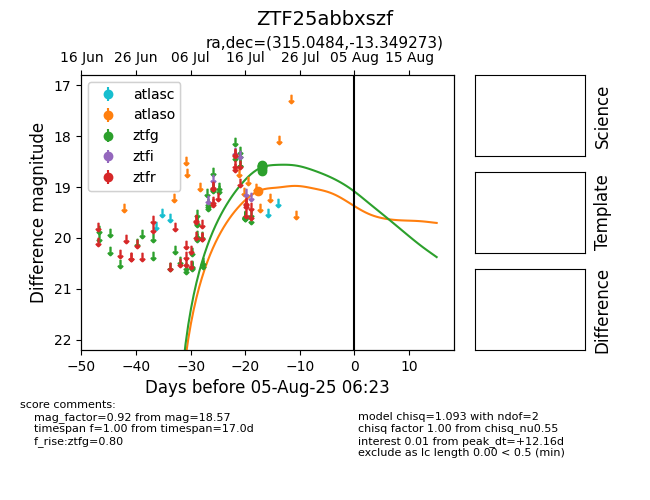 ZTF25abbxszf
ra,dec=(315.0484,-13.349273)
16 Jun 26 Jun 06 Jul 16 Jul 26 Jul 05 Aug 15 Aug
atlasc
atlaso
ztfg
ztfi
ztfr
17
18
19
20
21
22
Difference magnitude
−50 −40 −30 −20 −10 0 10
Days before 05-Aug-25 06:23
Science
Template
Difference
score comments:
mag_factor=0.92 from mag=18.57
timespan f=1.00 from timespan=17.0d
f_rise:ztfg=0.80
model chisq=1.093 with ndof=2
chisq factor 1.00 from chisq_nu0.55
interest 0.01 from peak_dt=+12.16d
exclude as lc length 0.00 < 0.5 (min)